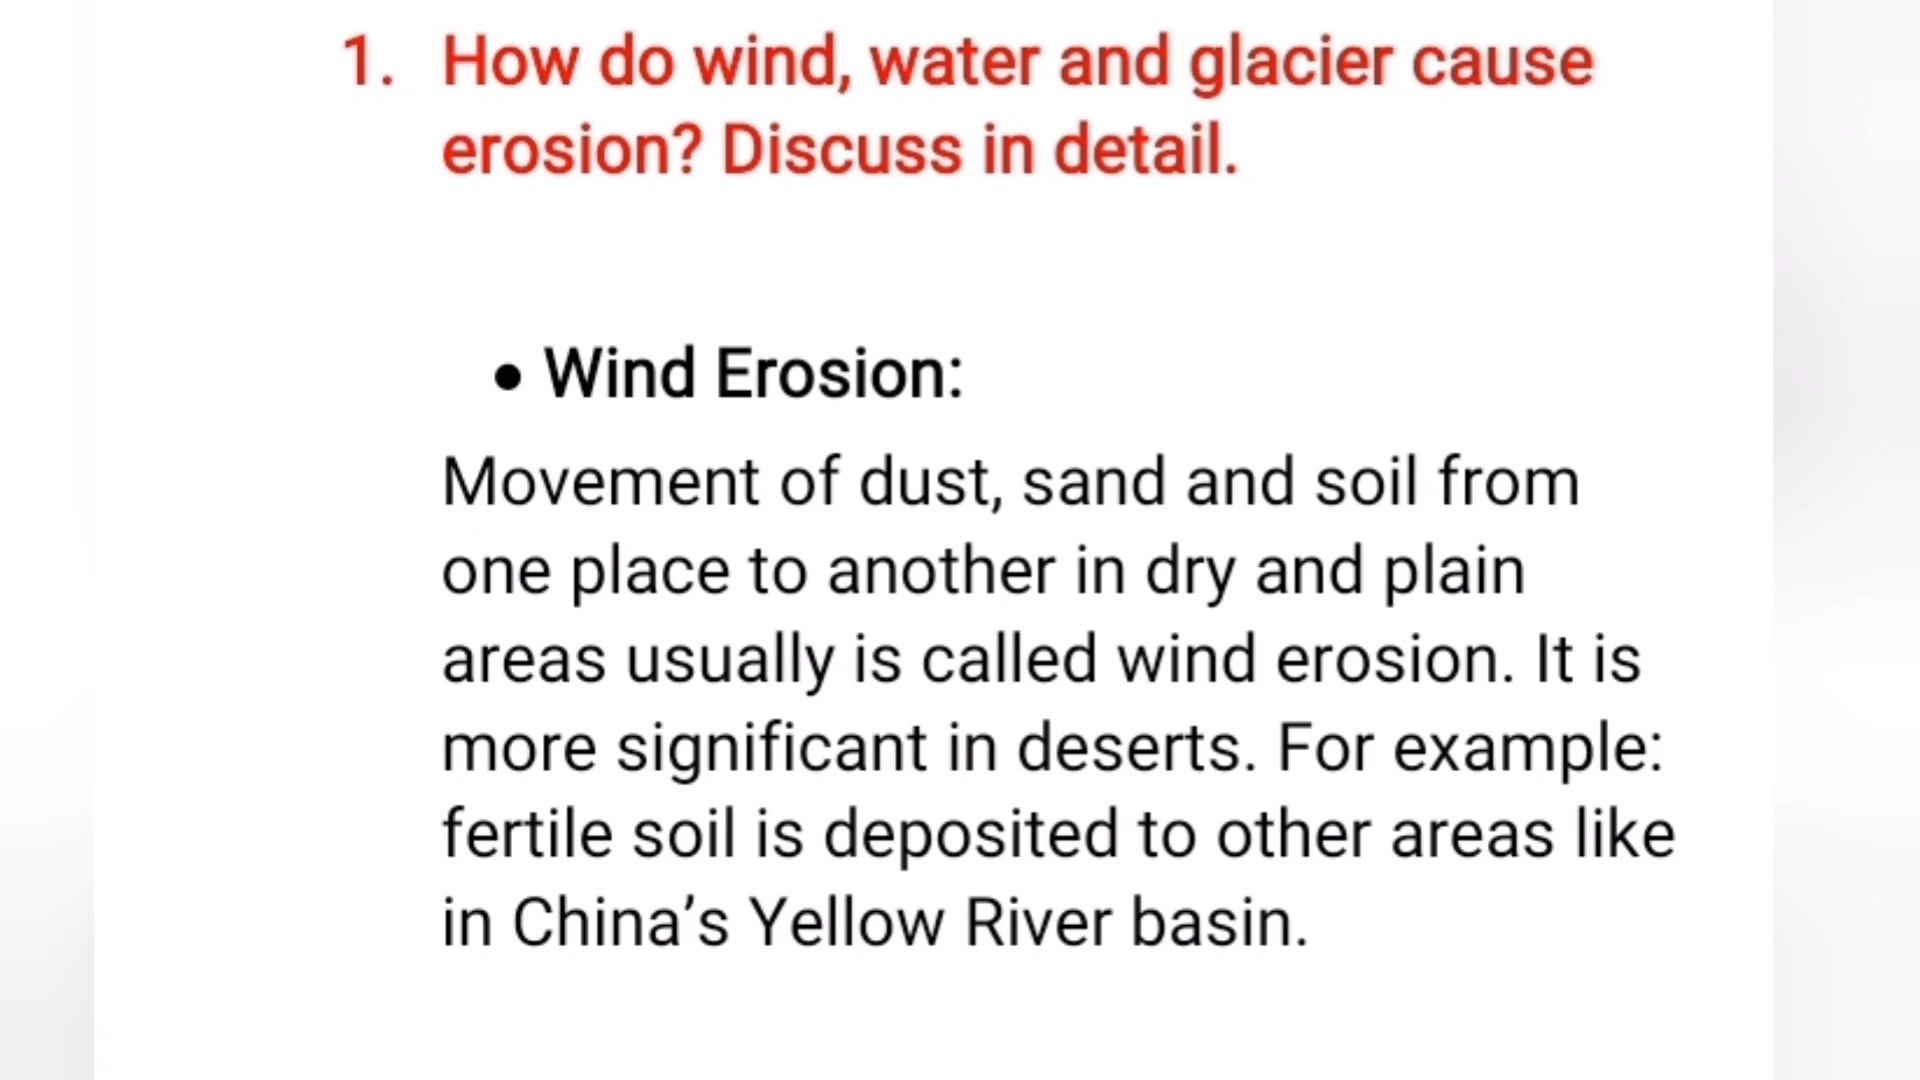 1. How do wind, water and glacier cause
erosion? Discuss in detail.
• Wind Erosion:
Movement of dust, sand and soil from
one place to another in dry and plain
areas usually is called wind erosion. It is
more significant in deserts. For example:
fertile soil is deposited to other areas like
in China’s Yellow River basin.